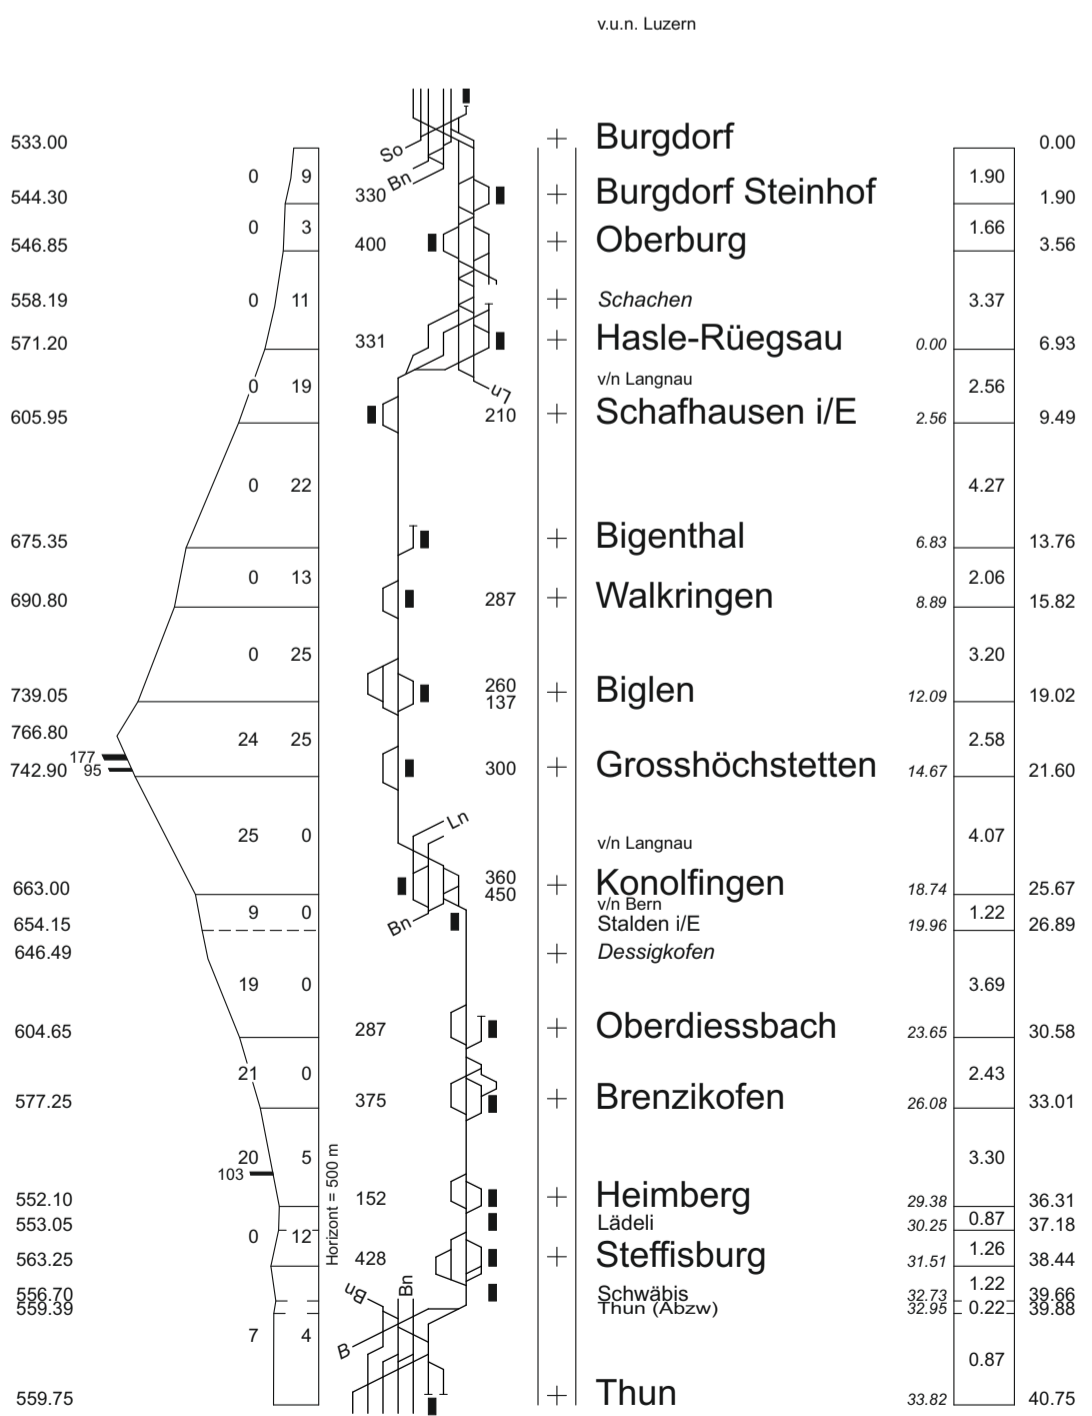 v.u.n. Luzern
So
Bn
533.00 Burgdorf 0.00
0 9 1.90
544.30 330 Burgdorf Steinhof 1.90
0 3 1.66
546.85 400 Oberburg 3.56
558.19 0 11 Schachen 3.37
571.20 331 Hasle-Rüegsau 0.00 6.93
0 19 v/n Langnau 2.56
Ln
605.95 210 Schafhausen i/E 2.56 9.49
0 22 4.27
675.35 Bigenthal 6.83 13.76
0 13 2.06
690.80 287 Walkringen 8.89 15.82
0 25 3.20
739.05 260 137 Biglen 12.09 19.02
766.80 24 25 2.58
177
742.90 95 300 Grosshöchstetten 14.67 21.60
Ln
25 0 v/n Langnau 4.07
663.00 360 450 Konolfingen 18.74 25.67
9 0 v/n Bern 1.22
654.15 Bn Stalden i/E 19.96 26.89
646.49 Dessigkofen
19 0 3.69
604.65 287 Oberdiessbach 23.65 30.58
21 0 2.43
577.25 375 Brenzikofen 26.08 33.01
20 5 3.30
103
Horizont = 500 m
552.10 152 Heimberg 29.38 36.31
0.87
553.05 Lädeli 30.25 37.18
0 12 1.26
563.25 428 Steffisburg 31.51 38.44
Bn
Bn
1.22
556.70 Schwäbis 32.73 39.66
559.39 Thun (Abzw) 32.95 0.22 39.88
7 4 B 0.87
559.75 Thun 33.82 40.75